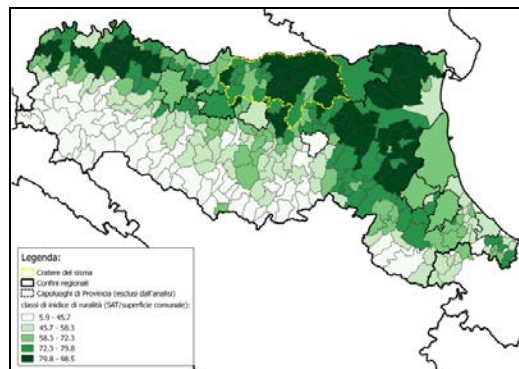 Legenda:
Cratere del sisma
Confini regionali
Capoluoghi di Provincia (esclusi dall'analisi)
classi di inidice di ruralità (SAT/superficie comunale):
5.9 - 45.7
45.7 - 58.3
58.3 - 72.3
72.3 - 79.8
79.8 - 98.5